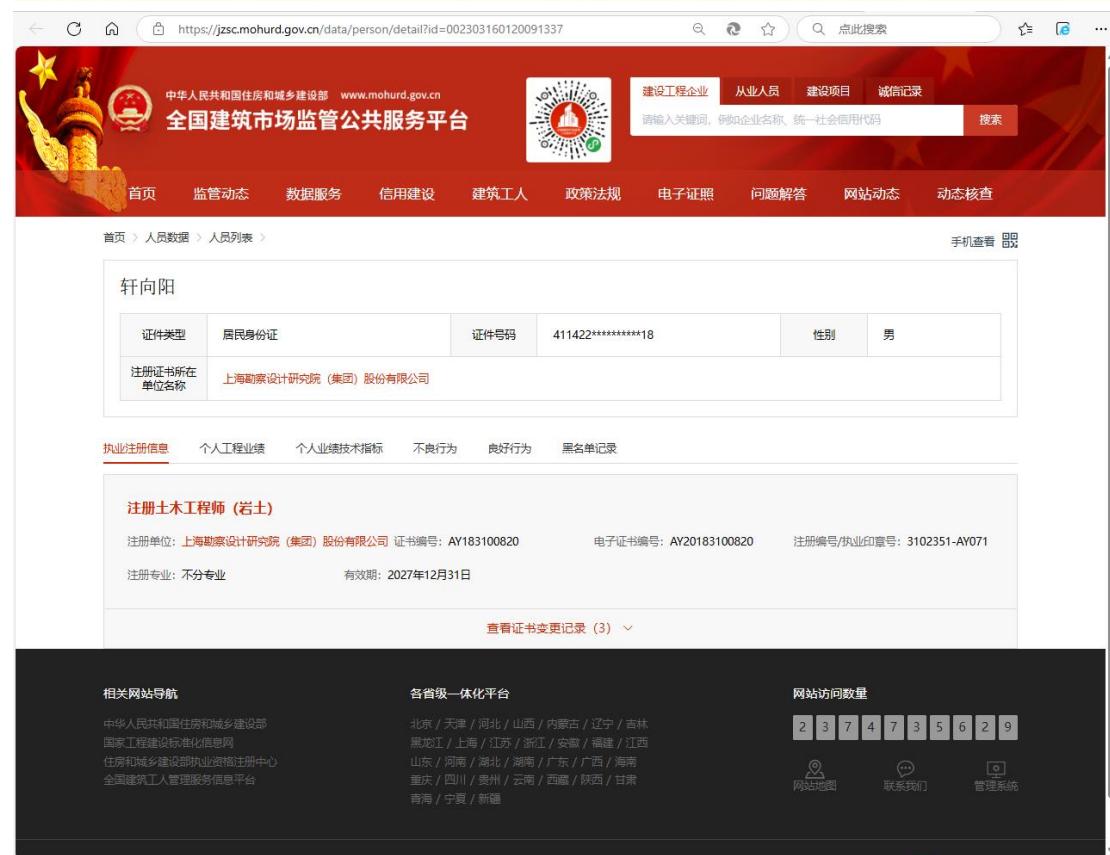 https://jzsc.mohurd.gov.cn/data/person/detail?id=002303160120091337
点此搜索
中华人民共和国住房和城乡建设部 www.mohurd.gov.cn
全国建筑市场监管公共服务平台
建设工程企业 从业人员 建设项目 诚信记录
请输入关键词，例如企业名称、统一社会信用代码 搜索
首页 监管动态 数据服务 信用建设 建筑工人 政策法规 电子证照 问题解答 网站动态 动态核查
首页 > 人员数据 > 人员列表 >
手机查看
轩向阳
证件类型 居民身份证 证件号码 411422**********18 性别 男
注册证书所在
单位名称
上海勘察设计研究院（集团）股份有限公司
执业注册信息 个人工程业绩 个人业绩技术指标 不良行为 良好行为 黑名单记录
注册土木工程师（岩土）
注册单位：上海勘察设计研究院（集团）股份有限公司 证书编号：AY183100820 电子证书编号：AY20183100820 注册编号/执业印章号：3102351-AY071
注册专业：不分专业 有效期：2027年12月31日
查看证书变更记录（3）
相关网站导航 各省级一体化平台 网站访问数量
中华人民共和国住房和城乡建设部
国家工程建设标准化信息网
住房和城乡建设部执业资格注册中心
全国建筑工人管理服务信息平台
北京 / 天津 / 河北 / 山西 / 内蒙古 / 辽宁 / 吉林
黑龙江 / 上海 / 江苏 / 浙江 / 安徽 / 福建 / 江西
山东 / 河南 / 湖北 / 湖南 / 广东 / 广西 / 海南
重庆 / 四川 / 贵州 / 云南 / 西藏 / 陕西 / 甘肃
青海 / 宁夏 / 新疆
2 3 7 4 7 3 5 6 2 9
网站地图 联系我们 管理系统